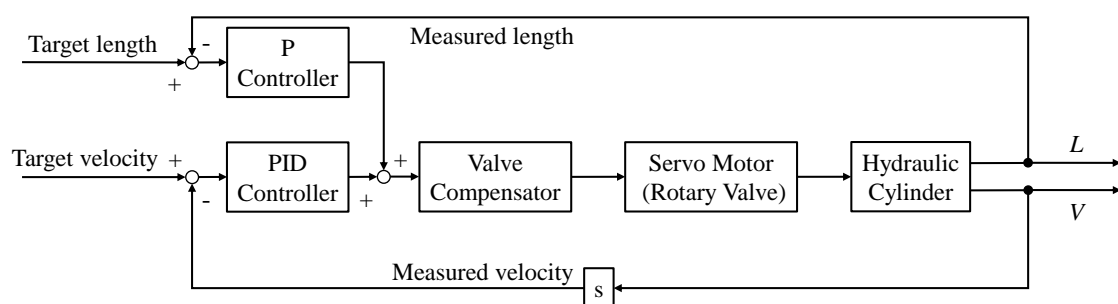 Measured length
Target length
-
P
Controller
+
Target velocity
+
PID
Controller
-
+
+
Valve
Compensator
Servo Motor
(Rotary Valve)
Hydraulic
Cylinder
L
V
Measured velocity
s